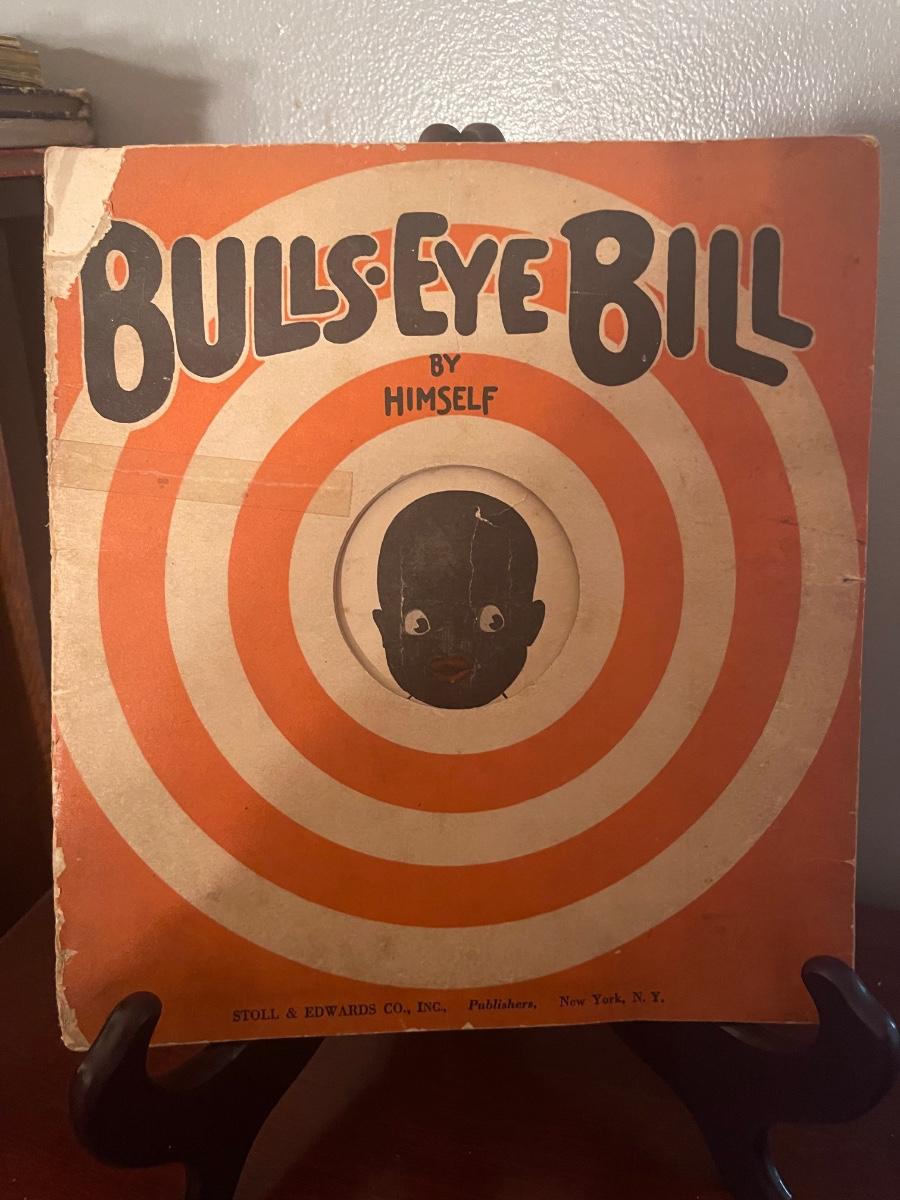 BULLS·EYE BILL
BY
HIMSELF
STOLL & EDWARDS CO., INC., Publishers, New York, N. Y.